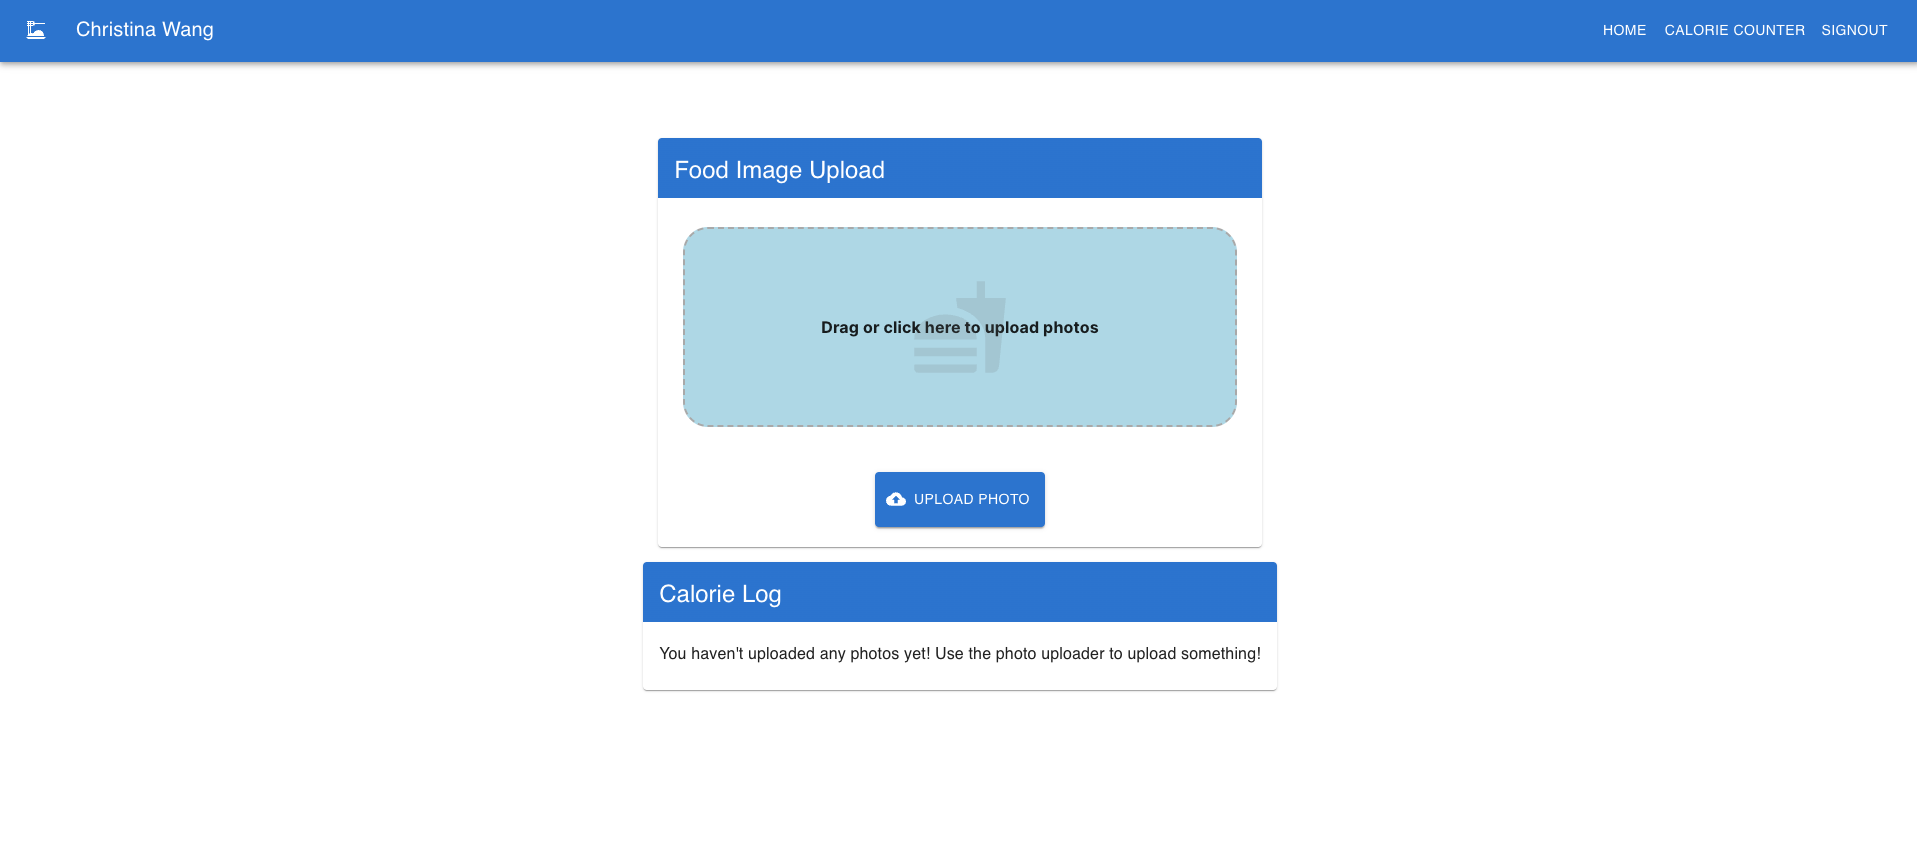 Christina Wang
HOME CALORIE COUNTER SIGNOUT
Food Image Upload
Drag or click here to upload photos
UPLOAD PHOTO
Calorie Log
You haven't uploaded any photos yet! Use the photo uploader to upload something!